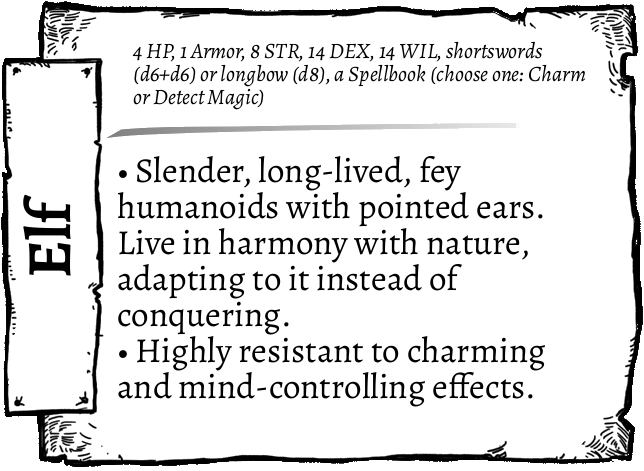 4 HP, 1 Armor, 8 STR, 14 DEX, 14 WIL, shortswords
(d6+d6) or longbow (d8), a Spellbook (choose one: Charm
or Detect Magic)
Elf
• Slender, long-lived, fey
humanoids with pointed ears.
Live in harmony with nature,
adapting to it instead of
conquering.
• Highly resistant to charming
and mind-controlling effects.